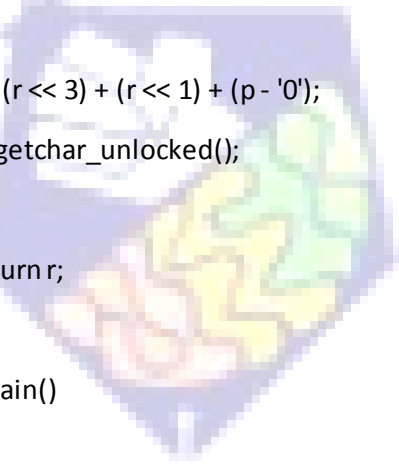 (r << 3) + (r << 1) + (p - '0');
getchar_unlocked();
urn r;
ain()